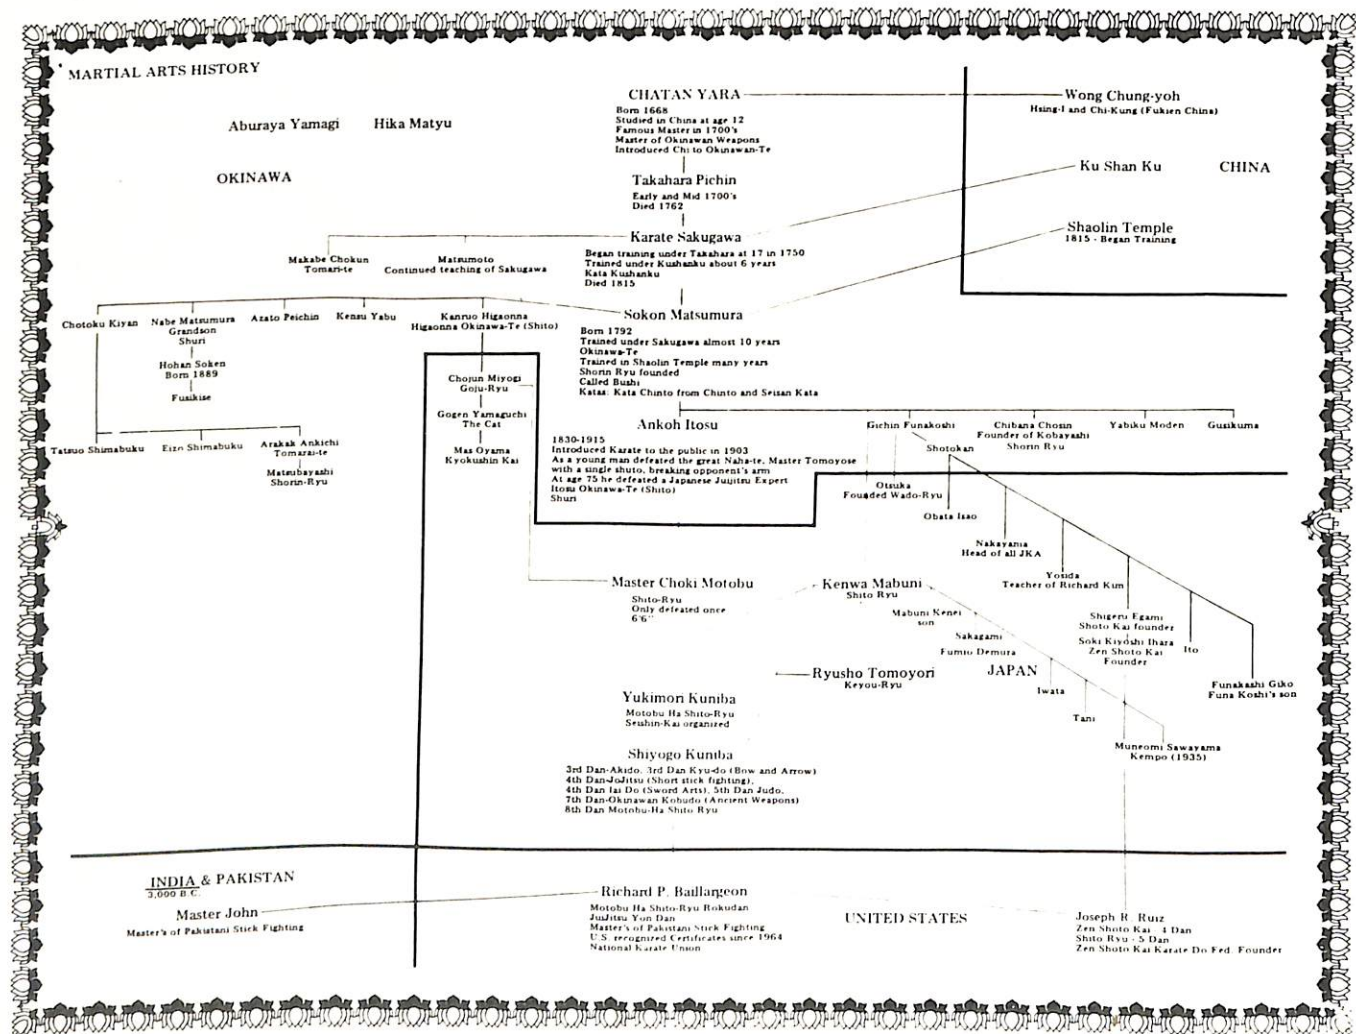 MARTIAL ARTS HISTORY
CHATAN YARA
Born 1668
Studied in China at age 12
Famous Master in 1700's
Master of Okinawan Weapons
Introduced Chi to Okinawan-Te
Wong Chung-yoh
Hsing-I and Chi-Kung (Fukien China)
Aburaya Yamagi
Hika Matyu
OKINAWA
Takahara Pichin
Early and Mid 1700's
Died 1762
Ku Shan Ku
CHINA
Shaolin Temple
1815 - Began Training
Karate Sakugawa
Began training under Takahara at 17 in 1750
Trained under Kushanku about 6 years
Kata Kushanku
Died 1815
Makabe Chokun
Tomari-te
Matsumoto
Continued teaching of Sakugawa
Sokon Matsumura
Born 1792
Trained under Sakugawa almost 10 years
Okinawa-Te
Trained in Shaolin Temple many years
Shorin Ryu founded
Called Bushi
Kataa: Kata Chinto from Chinto and Seisan Kata
Chotoku Kiyan
Nabe Matsumura
Grandson
Shuri
Hohan Soken
Born 1889
Fusikise
Azato Peichin
Kensu Yabu
Kanruo Higaonna
Higaonna Okinawa-Te (Shito)
Chojun Miyogi
Goju-Ryu
Gogen Yamaguchi
The Cat
Mas Oyama
Kyokushin Kai
Tatsuo Shimabuku
Eizo Shimabuku
Arakak Ankichi
Tomarai-te
Matsubayashi
Shorin-Ryu
Ankoh Itosu
1830-1915
Introduced Karate to the public in 1903
As a young man defeated the great Naha-te, Master Tomoyose
with a single shuto, breaking opponent's arm
At age 75 he defeated a Japanese Juijitsu Expert
Itosu Okinawa-Te (Shito)
Shuri
Gichin Funakoshi
Chibana Chosin
Founder of Kobayashi
Shorin Ryu
Yabiku Moden
Gusikuma
Shotokan
Otsuka
Founded Wado-Ryu
Obata Isao
Nakayania
Head of all JKA
Yosida
Teacher of Richard Kim
Shigeru Egami
Shoto Kai founder
Soki Kiyoshi Ihara
Zen Shoto Kai
Founder
Ito
Funakashi Giko
Funa Koshi's son
Master Choki Motobu
Shito-Ryu
Only defeated once
6'6"
Kenwa Mabuni
Shito Ryu
Mabuni Kenei
son
Sakagami
Fumio Demura
JAPAN
Iwata
Tani
Muneomi Sawayama
Kempo (1935)
Ryusho Tomoyori
Keyou-Ryu
Yukimori Kuniba
Motobu Ha Shito-Ryu
Seishin-Kai organized
Shiyogo Kuniba
3rd Dan-Akido, 3rd Dan Kyu-do (Bow and Arrow)
4th Dan-JoJitsu (Short stick fighting),
4th Dan Iai Do (Sword Arts), 5th Dan Judo,
7th Dan-Okinawan Kobudo (Ancient Weapons)
8th Dan Motobu-Ha Shito Ryu
INDIA & PAKISTAN
3,000 B.C.
Master John
Master's of Pakistani Stick Fighting
Richard P. Baillargeon
Motobu Ha Shito-Ryu Rokudan
JuiJitsu Yon Dan
Master's of Pakistani Stick Fighting
U.S. recognized Certificates since 1964
National Karate Union
UNITED STATES
Joseph R. Ruiz
Zen Shoto Kai - 4 Dan
Shito Ryu - 5 Dan
Zen Shoto Kai Karate Do Fed. Founder